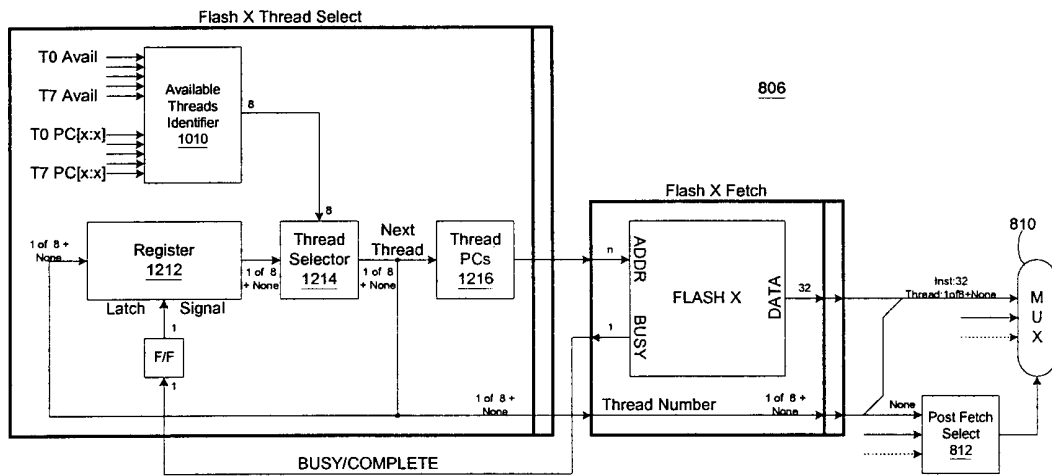 Flash X Thread Select
T0 Avail
T7 Avail
T0 PC[x:x]
T7 PC[x:x]
Available
Threads
Identifier
1010
8
8
806
1 of 8 +
None
Register
1212
Latch Signal
1 of 8
+ None
Thread
Selector
1214
Next
Thread
1 of 8
+ None
Thread
PCs
1216
1
F/F
1
1 of 8 +
None
Flash X Fetch
n
ADDR
FLASH X
BUSY
DATA
1
32
Thread Number
1 of 8 +
None
BUSY/COMPLETE
Inst:32
Thread:1of8+None
810
M
U
X
None
Post Fetch
Select
812